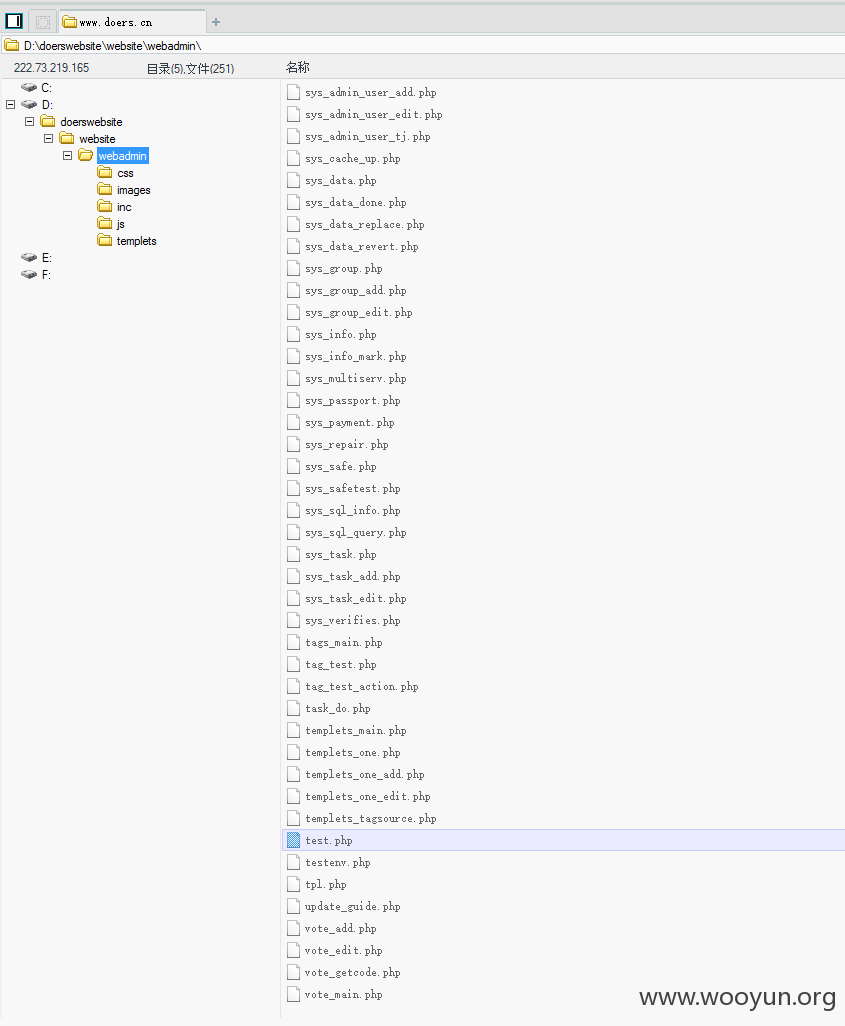 www.doers.cn
D:\doerswebsite\website\webadmin\
222.73.219.165 目录(5),文件(251) 名称
C:
D:
doerswebsite
website
webadmin
css
images
inc
js
templets
E:
F:
sys_admin_user_add.php
sys_admin_user_edit.php
sys_admin_user_tj.php
sys_cache_up.php
sys_data.php
sys_data_done.php
sys_data_replace.php
sys_data_revert.php
sys_group.php
sys_group_add.php
sys_group_edit.php
sys_info.php
sys_info_mark.php
sys_multiserv.php
sys_passport.php
sys_payment.php
sys_repair.php
sys_safe.php
sys_safetest.php
sys_sql_info.php
sys_sql_query.php
sys_task.php
sys_task_add.php
sys_task_edit.php
sys_verifies.php
tags_main.php
tag_test.php
tag_test_action.php
task_do.php
templets_main.php
templets_one.php
templets_one_add.php
templets_one_edit.php
templets_tagsource.php
test.php
testenv.php
tpl.php
update_guide.php
vote_add.php
vote_edit.php
vote_getcode.php
vote_main.php
www.wooyun.org